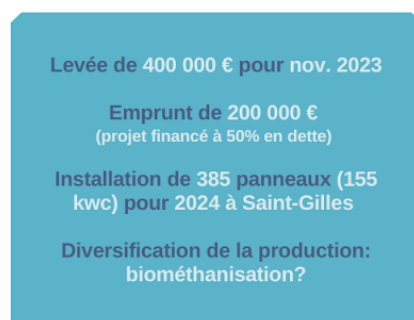 Levée de 400 000 € pour nov. 2023
Emprunt de 200 000 €
(projet financé à 50% en dette)
Installation de 385 panneaux (155
kwc) pour 2024 à Saint-Gilles
Diversification de la production:
biométhanisation?